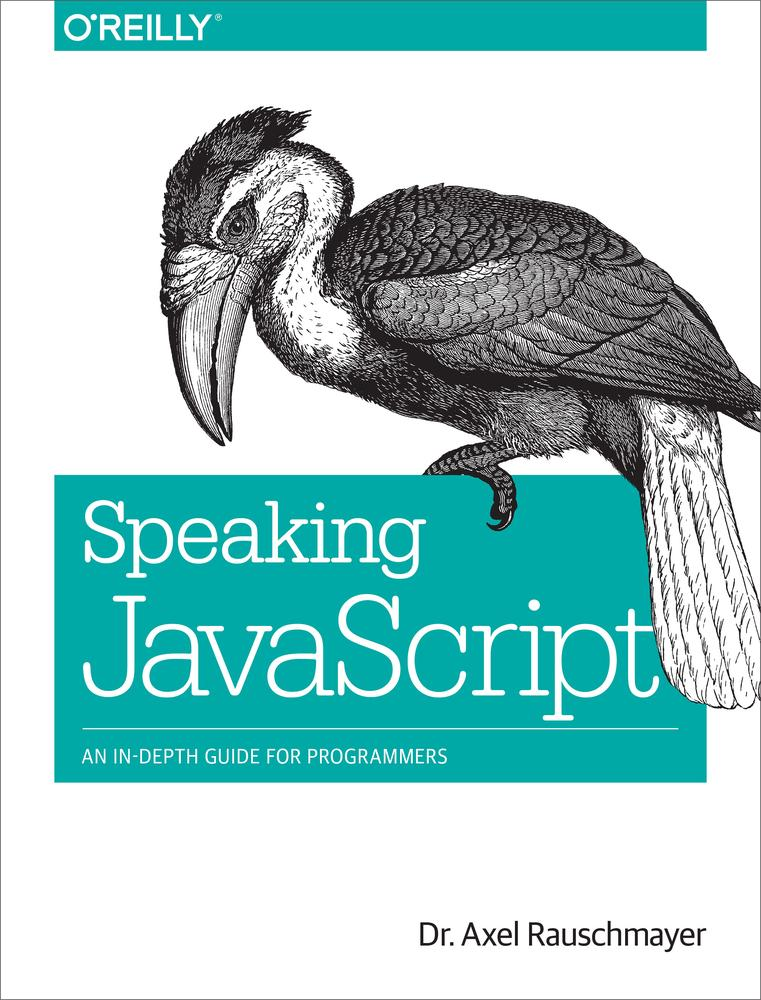 O'REILLY®
Speaking
JavaScript
AN IN-DEPTH GUIDE FOR PROGRAMMERS
Dr. Axel Rauschmayer